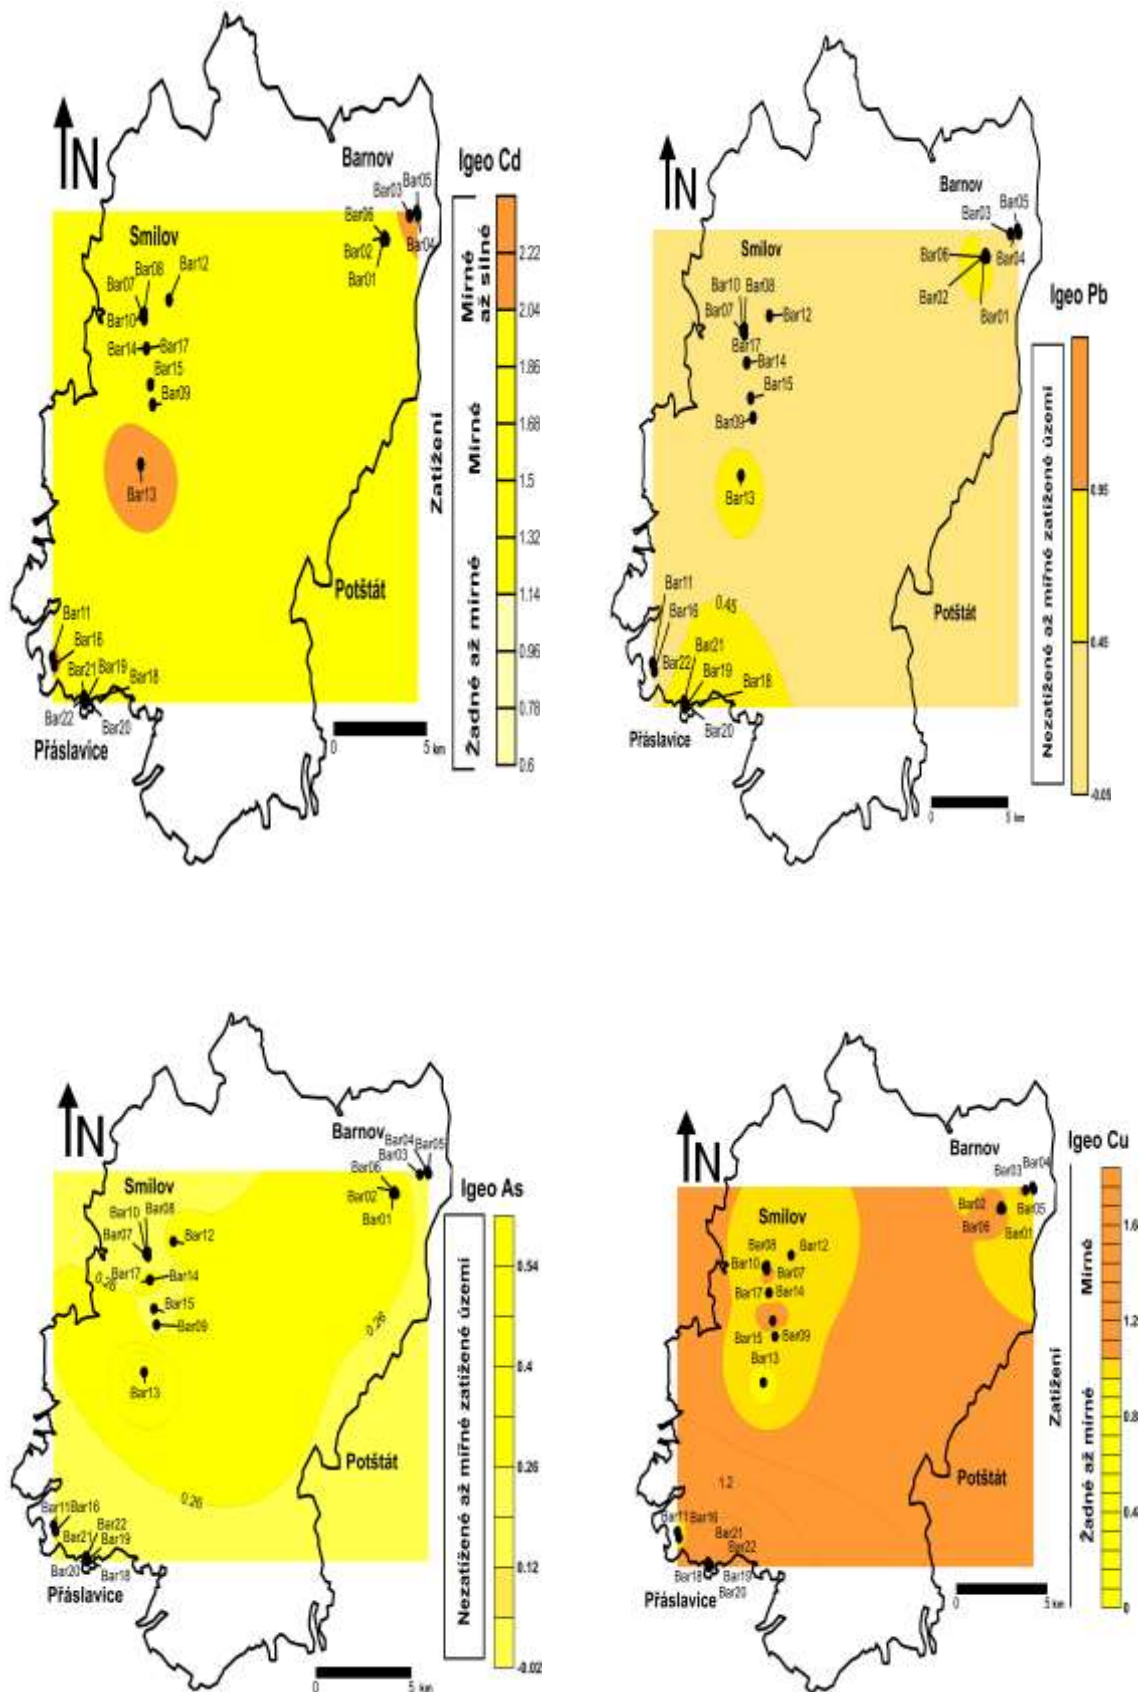 N
Barnov
Igeo Cd
Bar05
Bar03
Bar06
Bar04
Bar02
Bar01
Smilov
Bar08
Bar12
Bar07
Bar10
Bar14
Bar17
Bar15
Bar09
Bar13
Potštát
Bar11
Bar16
Bar21
Bar19
Bar18
Bar22
Bar20
Přáslavice
0
5 km
Zatížení
Mírné až silné
Mírné
Žadné až mírné
2.22
2.04
1.86
1.68
1.5
1.32
1.14
0.96
0.78
0.6
N
Barnov
Igeo Pb
Bar05
Bar03
Bar06
Bar04
Bar02
Bar01
Smilov
Bar10
Bar08
Bar07
Bar12
Bar17
Bar14
Bar15
Bar09
Bar13
Bar11
Bar16
0.45
Potštát
Bar21
Bar22
Bar19
Bar18
Bar20
Přáslavice
0
5 km
Nezatížené až mířné zatížené území
0.95
0.45
-0.05
N
Barnov
Igeo As
Bar04
Bar05
Bar03
Bar06
Bar02
Bar01
Smilov
Bar10
Bar08
Bar07
Bar12
Bar17
Bar14
0.26
Bar15
Bar09
0.26
Bar13
Potštát
0.26
Bar11
Bar16
Bar22
Bar21
Bar19
Bar20
Bar18
Přáslavice
0
5 km
Nezatížené až mířné zatížené území
0.54
0.4
0.26
0.12
-0.02
N
Barnov
Igeo Cu
Bar04
Bar03
Bar02
Bar05
Bar06
Bar01
Smilov
Bar08
Bar12
Bar10
Bar07
Bar17
Bar14
Bar15
Bar09
Bar13
1.2
Potštát
Bar11
Bar16
Bar21
Bar22
Bar18
Bar19
Bar20
Přáslavice
0
5 km
Zatížení
Mírné
Žadné až mírné
1.6
1.2
0.8
0.4
0